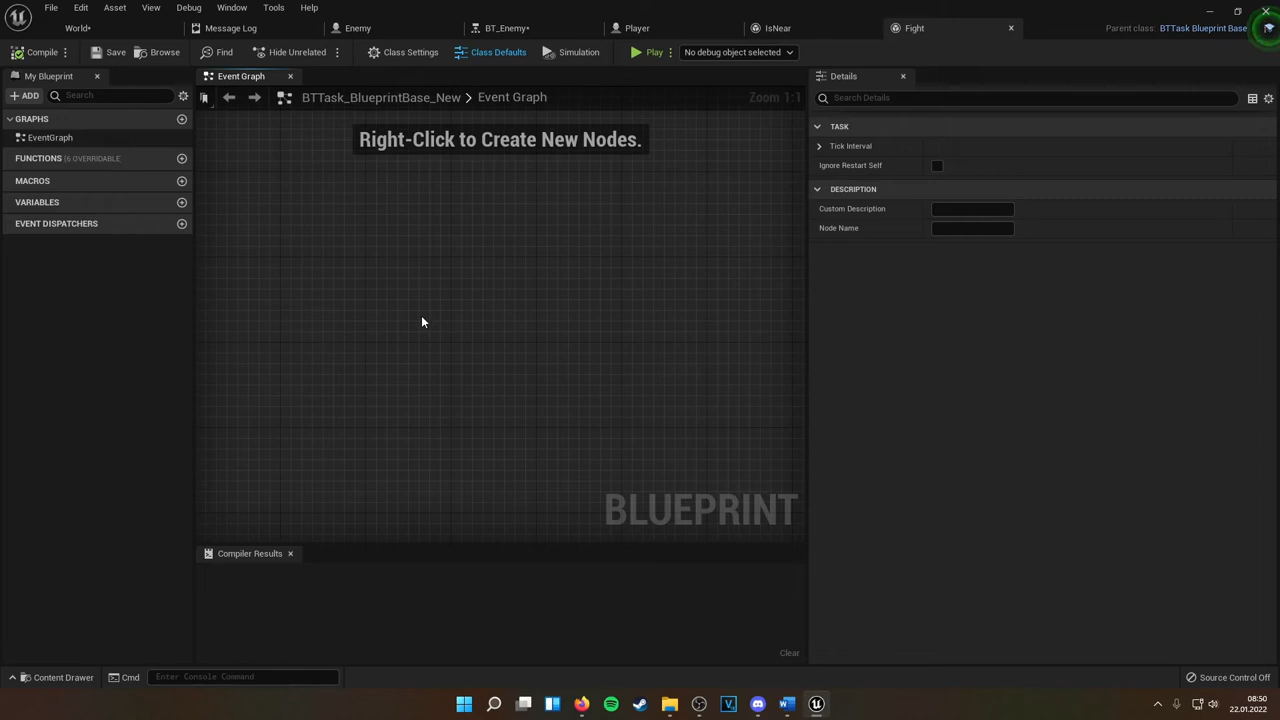 File Edit Asset View Debug Window Tools Help
World* Message Log Enemy BT_Enemy* Player IsNear Fight Parent class: BTTask Blueprint Base
Compile Save Browse Find Hide Unrelated Class Settings Class Defaults Simulation Play No debug object selected
My Blueprint Event Graph Details
ADD Search BTTask_BlueprintBase_New > Event Graph Zoom 1:1 Search Details
GRAPHS
EventGraph
FUNCTIONS (6 OVERRIDABLE
MACROS
VARIABLES
EVENT DISPATCHERS
Right-Click to Create New Nodes.
BLUEPRINT
TASK
Tick Interval
Ignore Restart Self
DESCRIPTION
Custom Description
Node Name
Compiler Results
Clear
Content Drawer Cmd Enter Console Command Source Control Off
08:50
22.01.2022